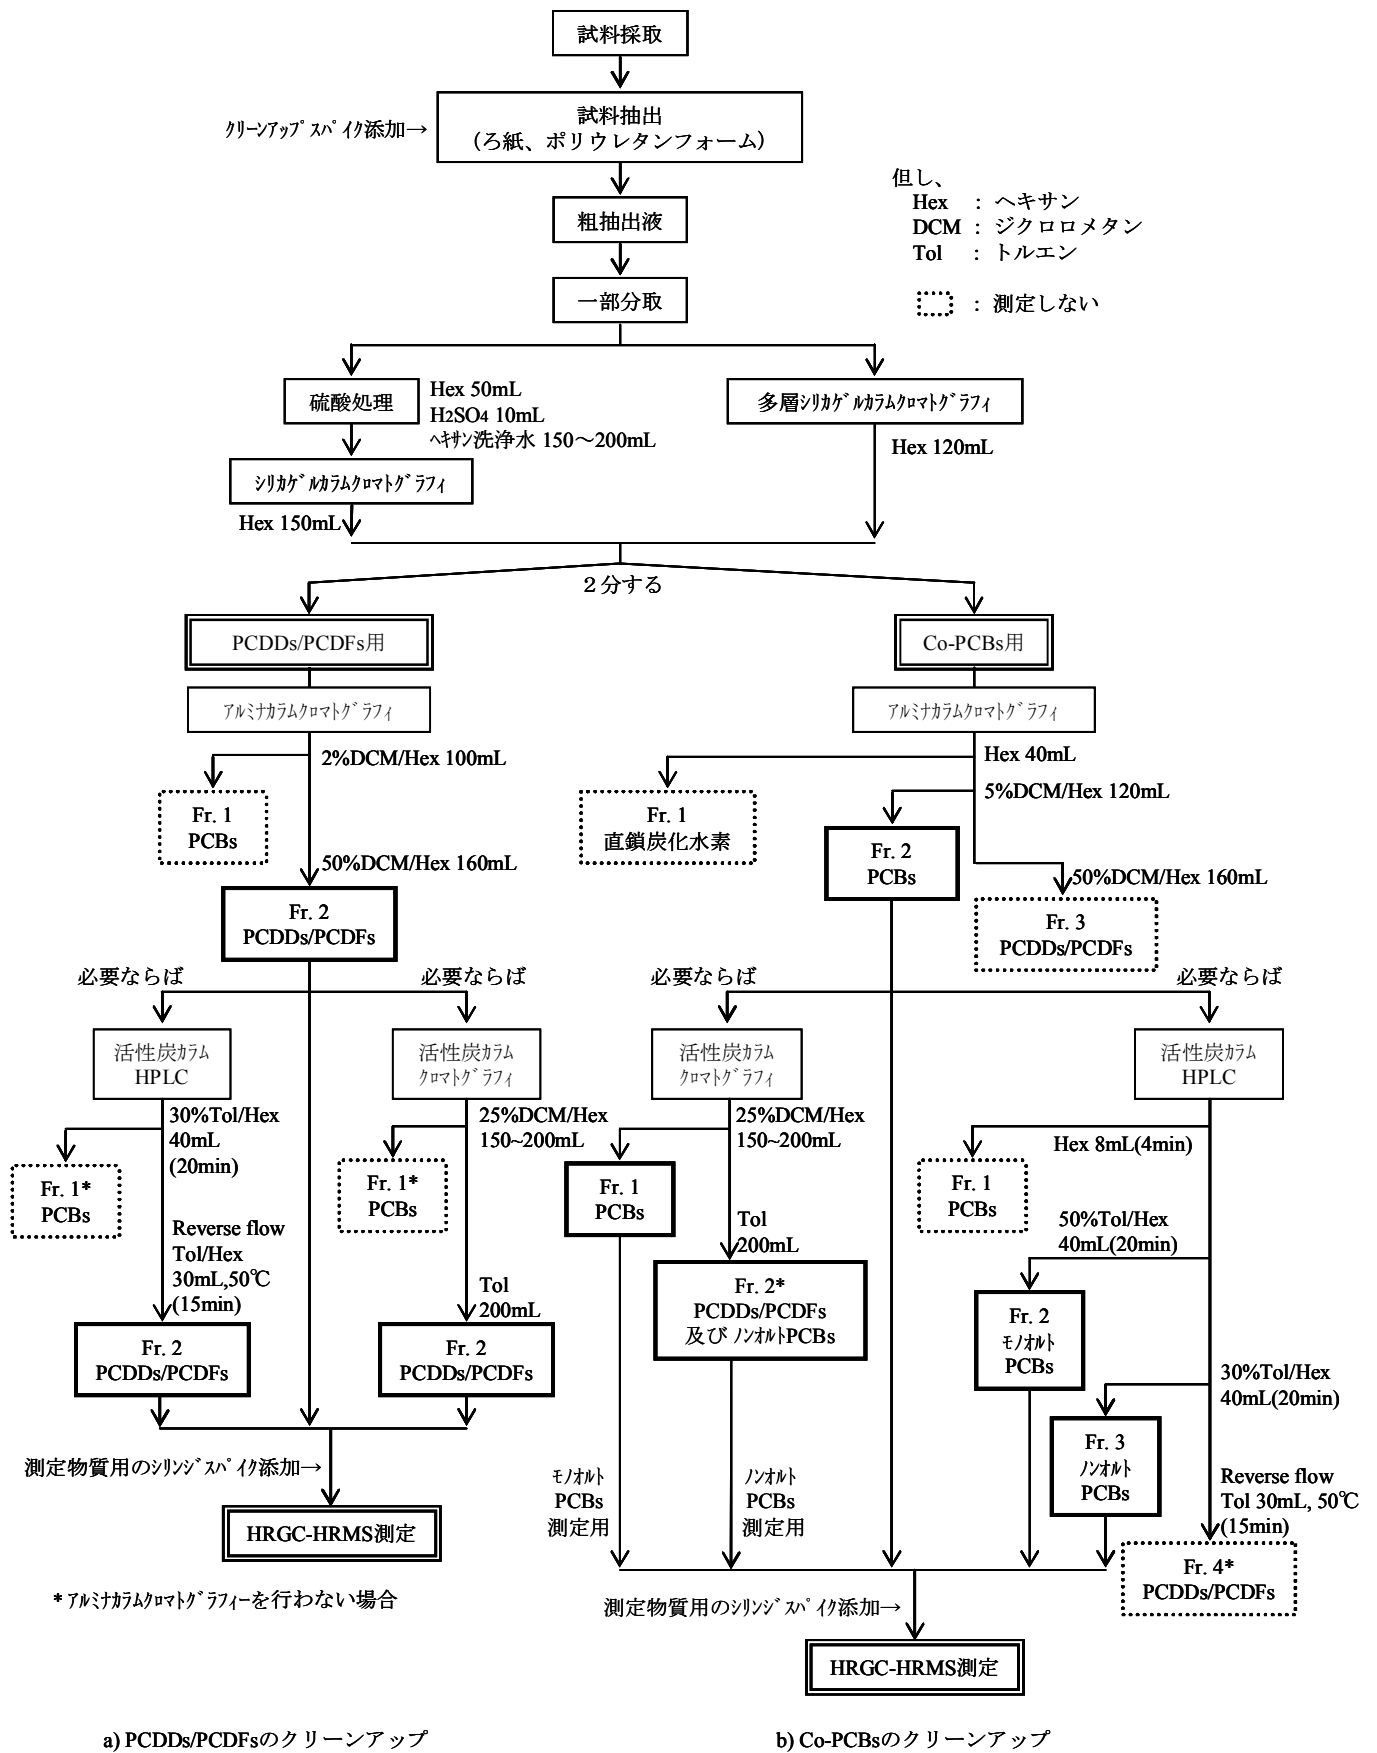 試料採取
ｸﾘｰﾝｱｯﾌﾟｽﾊﾟｲｸ添加→
試料抽出
（ろ紙、ポリウレタンフォーム）
但し、
Hex ： ヘキサン
DCM ： ジクロロメタン
Tol ： トルエン
： 測定しない
粗抽出液
一部分取
硫酸処理
Hex 50mL
H2SO4 10mL
ﾍｷｻﾝ洗浄水 150～200mL
多層ｼﾘｶｹﾞﾙｶﾗﾑｸﾛﾏﾄｸﾞﾗﾌｨ
Hex 120mL
ｼﾘｶｹﾞﾙｶﾗﾑｸﾛﾏﾄｸﾞﾗﾌｨ
Hex 150mL
２分する
PCDDs/PCDFs用
Co-PCBs用
ｱﾙﾐﾅｶﾗﾑｸﾛﾏﾄｸﾞﾗﾌｨ
ｱﾙﾐﾅｶﾗﾑｸﾛﾏﾄｸﾞﾗﾌｨ
2%DCM/Hex 100mL
Fr. 1
PCBs
50%DCM/Hex 160mL
Fr. 2
PCDDs/PCDFs
Hex 40mL
5%DCM/Hex 120mL
Fr. 1
直鎖炭化水素
Fr. 2
PCBs
50%DCM/Hex 160mL
Fr. 3
PCDDs/PCDFs
必要ならば
必要ならば
必要ならば
必要ならば
活性炭ｶﾗﾑ
HPLC
活性炭ｶﾗﾑ
ｸﾛﾏﾄｸﾞﾗﾌｨ
活性炭ｶﾗﾑ
ｸﾛﾏﾄｸﾞﾗﾌｨ
活性炭ｶﾗﾑ
HPLC
30%Tol/Hex
40mL
(20min)
Fr. 1*
PCBs
Reverse flow
Tol/Hex
30mL,50℃
(15min)
Fr. 2
PCDDs/PCDFs
25%DCM/Hex
150~200mL
Fr. 1*
PCBs
Tol
200mL
Fr. 2
PCDDs/PCDFs
25%DCM/Hex
150~200mL
Fr. 1
PCBs
Tol
200mL
Fr. 2*
PCDDs/PCDFs
及び ﾉﾝｵﾙﾄPCBs
Hex 8mL(4min)
Fr. 1
PCBs
50%Tol/Hex
40mL(20min)
Fr. 2
ﾓﾉｵﾙﾄ
PCBs
30%Tol/Hex
40mL(20min)
Fr. 3
ﾉﾝｵﾙﾄ
PCBs
Reverse flow
Tol 30mL, 50℃
(15min)
Fr. 4*
PCDDs/PCDFs
測定物質用のｼﾘﾝｼﾞｽﾊﾟｲｸ添加→
HRGC-HRMS測定
ﾓﾉｵﾙﾄ
PCBs
測定用
ﾉﾝｵﾙﾄ
PCBs
測定用
* ｱﾙﾐﾅｶﾗﾑｸﾛﾏﾄｸﾞﾗﾌｨｰを行わない場合
測定物質用のｼﾘﾝｼﾞｽﾊﾟｲｸ添加→
HRGC-HRMS測定
a) PCDDs/PCDFsのクリーンアップ
b) Co-PCBsのクリーンアップ